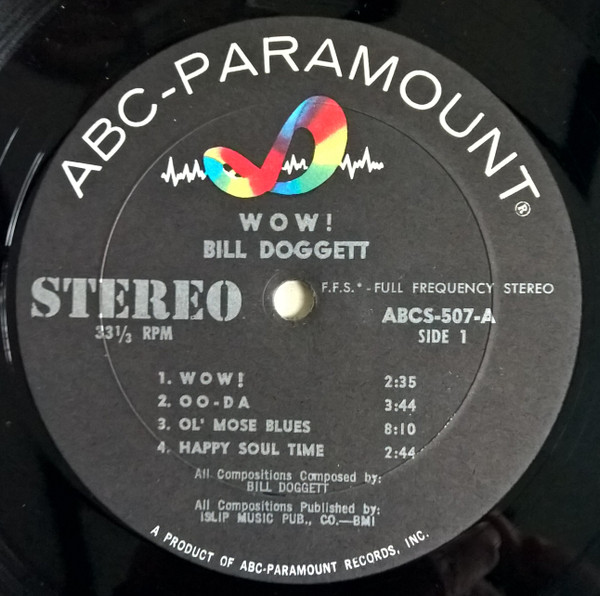 ABC-PARAMOUNT®
WOW!
BILL DOGGETT
STEREO
33⅓ RPM
F.F.S.* - FULL FREQUENCY STEREO
ABCS-507-A
SIDE 1
1. WOW! 2:35
2. OO-DA 3:44
3. OL' MOSE BLUES 8:10
4. HAPPY SOUL TIME 2:44
All Compositions Composed by:
BILL DOGGETT
All Compositions Published by:
ISLIP MUSIC PUB., CO.—BMI
A PRODUCT OF ABC-PARAMOUNT RECORDS, INC.